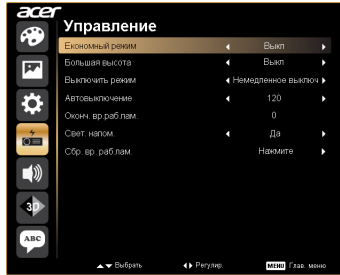 acer
Управление
Економный режим Выкл
Большая высота Выкл
Выключить режим Немедленное выключ
Автовыключение 120
Оконч. вр.раб.лам. 0
Свет. напом. Да
Сбр. вр. раб.лам. Нажмите
3D
ABC
Выбрать Регулир. MENU Глав. меню